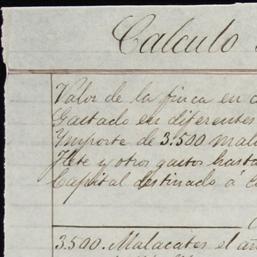 Calculo
Valor de la finca en
Gastado en diferentes
Ymporte de 3.500 mala
Flete y otros gastos hasta
Capital destinado á
3.500. Malacates el